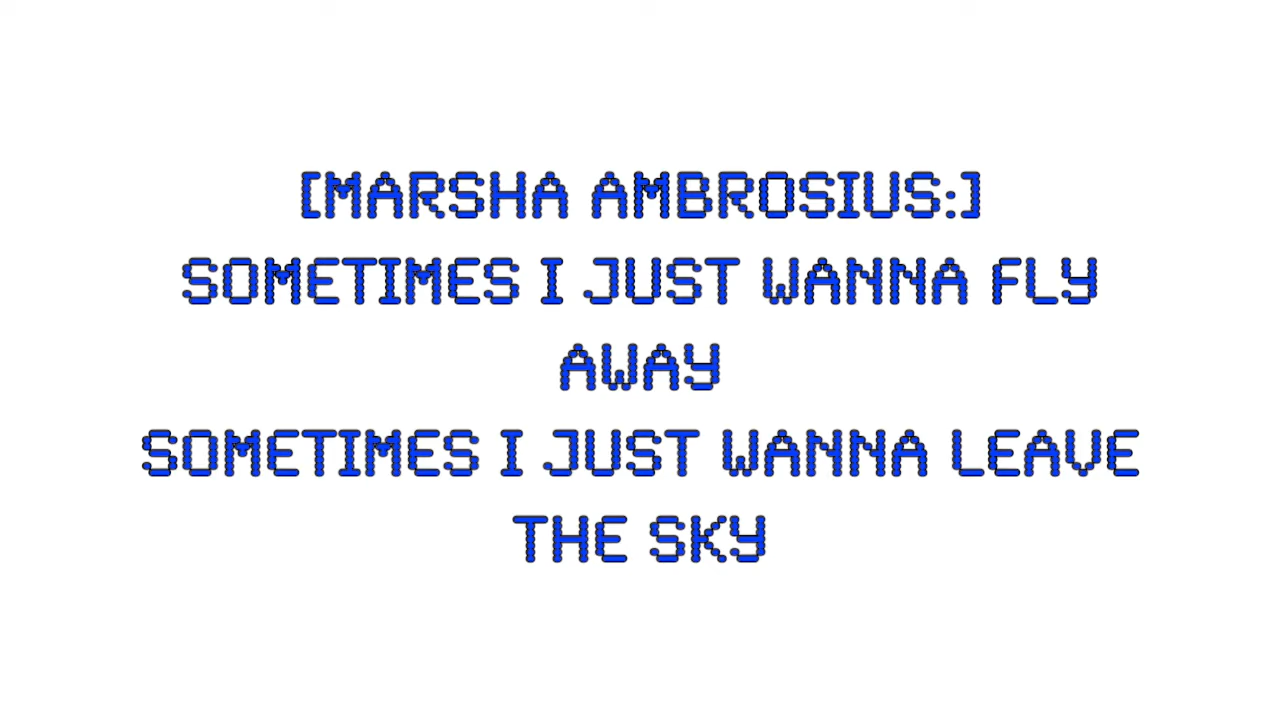 [MARSHA AMBROSIUS:]
SOMETIMES I JUST WANNA FLY
AWAY
SOMETIMES I JUST WANNA LEAVE
THE SKY